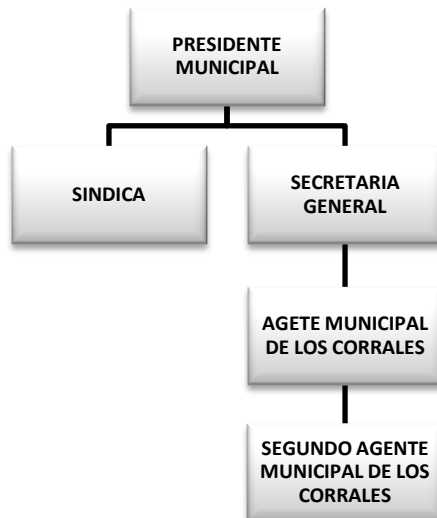 PRESIDENTE
MUNICIPAL
SINDICA
SECRETARIA
GENERAL
AGETE MUNICIPAL
DE LOS CORRALES
SEGUNDO AGENTE
MUNICIPAL DE LOS
CORRALES